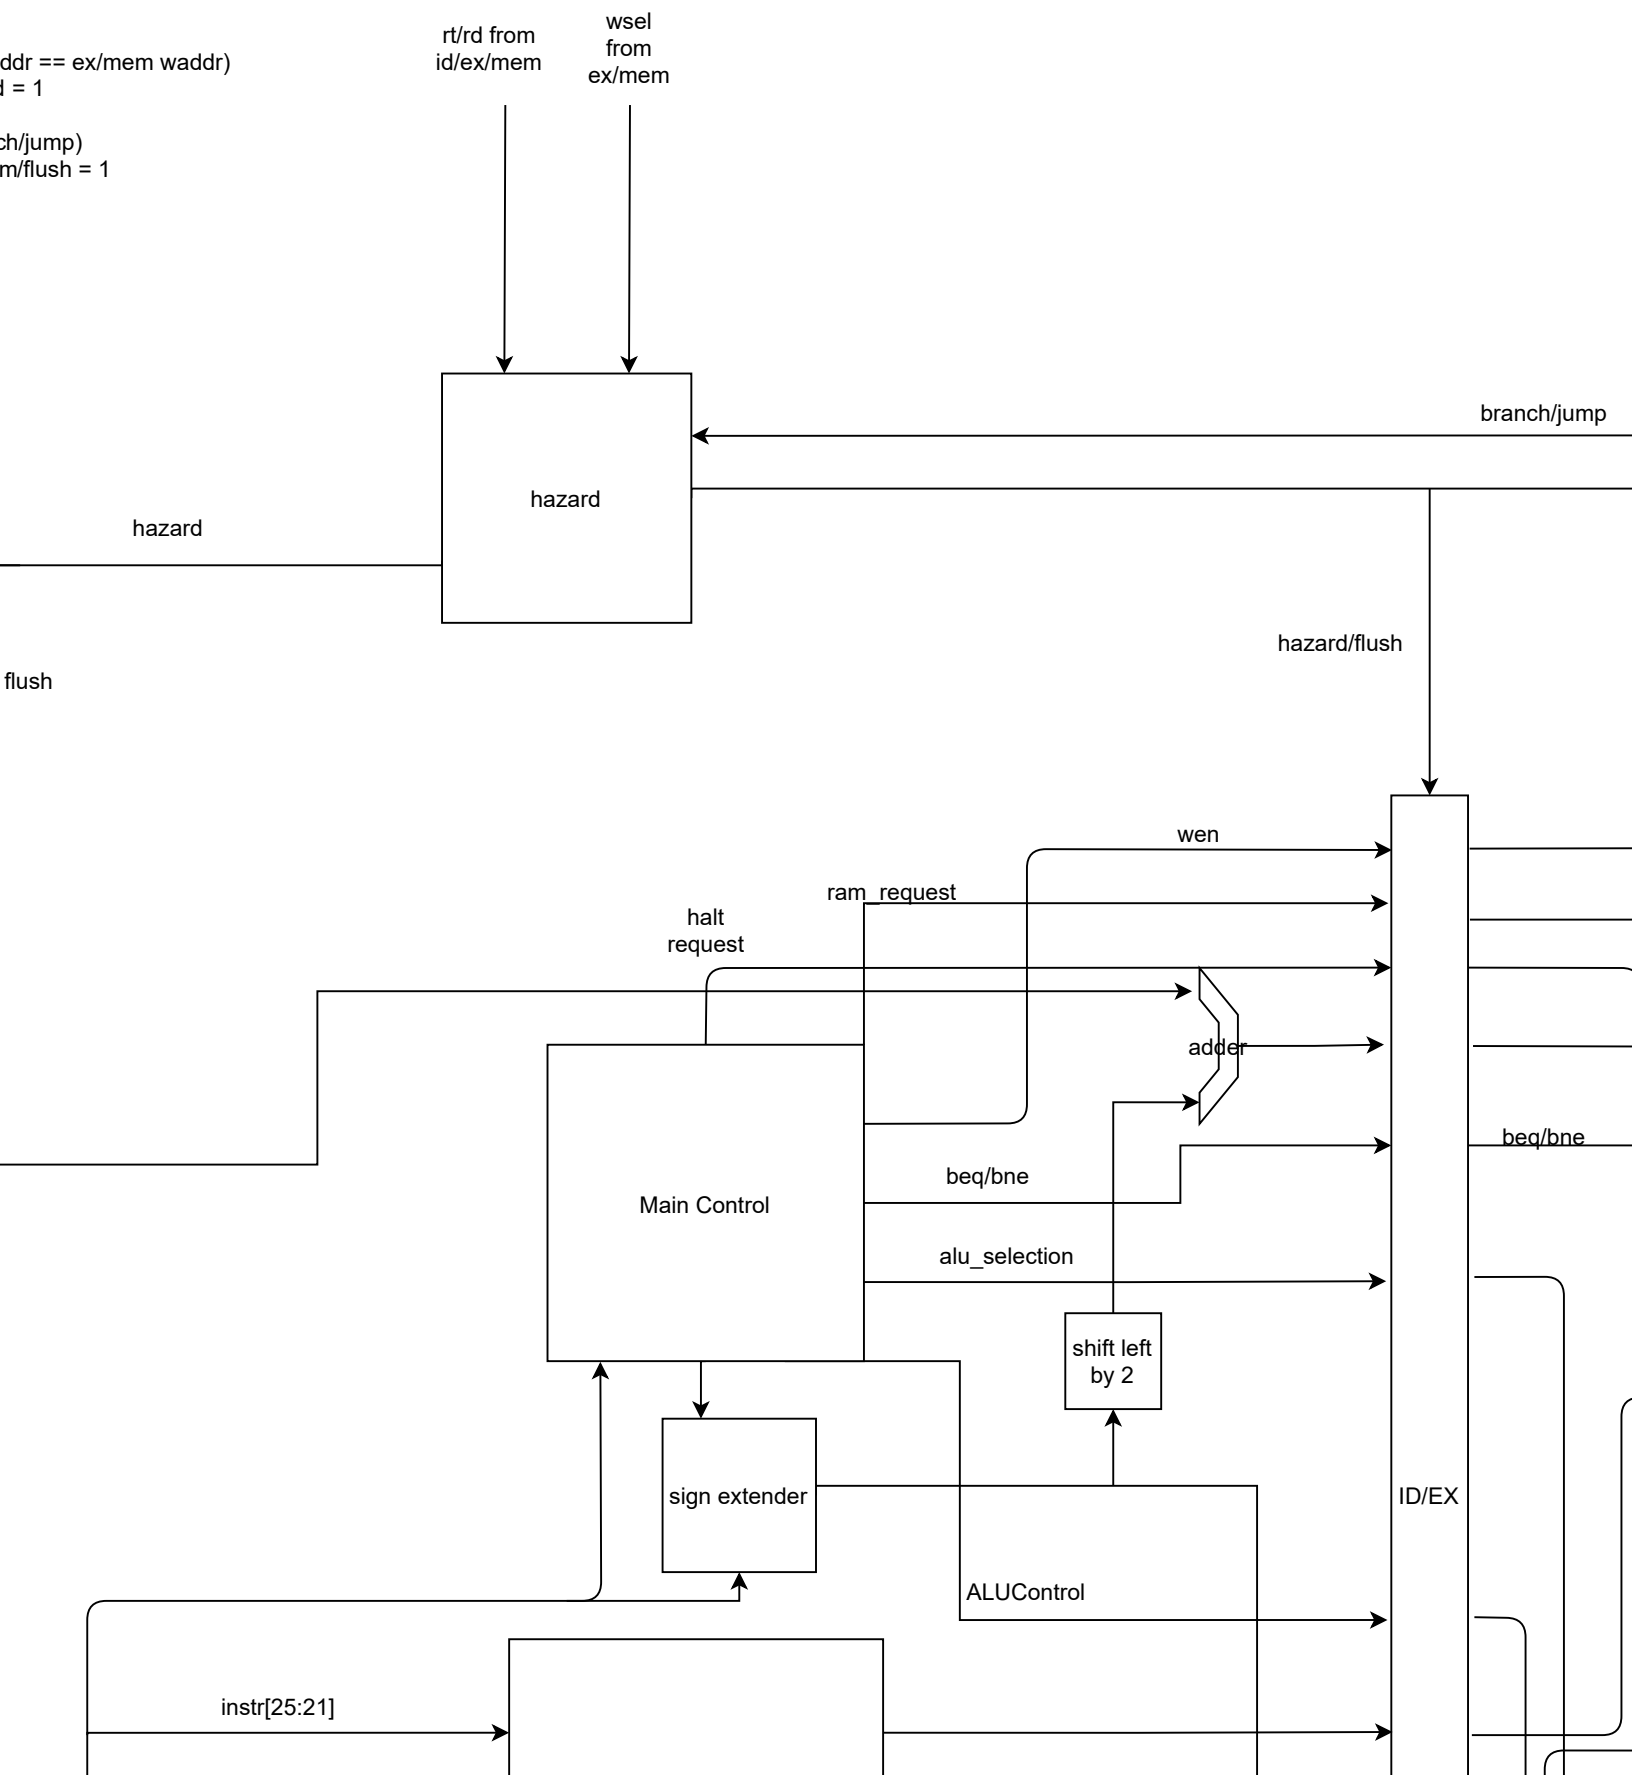 rt/rd from
id/ex/mem
wsel
from
ex/mem
ddr == ex/mem waddr)
d = 1
ch/jump)
m/flush = 1
branch/jump
hazard
hazard
hazard/flush
flush
wen
ram_request
halt
request
adder
beq/bne
beq/bne
Main Control
alu_selection
shift left
by 2
sign extender
ID/EX
ALUControl
instr[25:21]